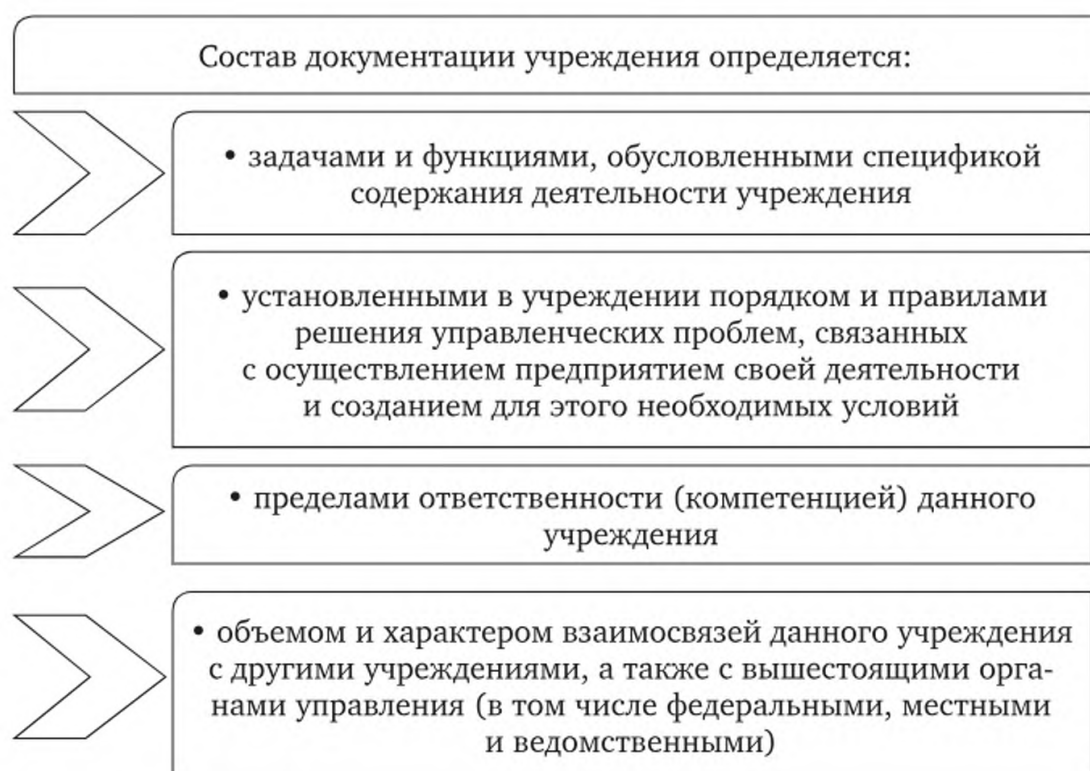 Состав документации учреждения определяется:
• задачами и функциями, обусловленными спецификой
содержания деятельности учреждения
• установленными в учреждении порядком и правилами
решения управленческих проблем, связанных
с осуществлением предприятием своей деятельности
и созданием для этого необходимых условий
• пределами ответственности (компетенцией) данного
учреждения
• объемом и характером взаимосвязей данного учреждения
с другими учреждениями, а также с вышестоящими орга-
нами управления (в том числе федеральными, местными
и ведомственными)